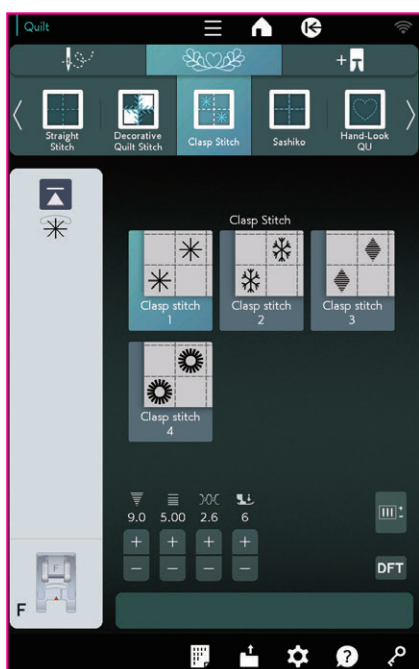 Quilt
+
Straight
Stitch
Decorative
Quilt Stitch
Clasp Stitch
Sashiko
Hand-Look
QU
Clasp Stitch
Clasp stitch
1
Clasp stitch
2
Clasp stitch
3
Clasp stitch
4
9.0 5.00 2.6 6
+ + + +
− − − −
DFT
F
F
?